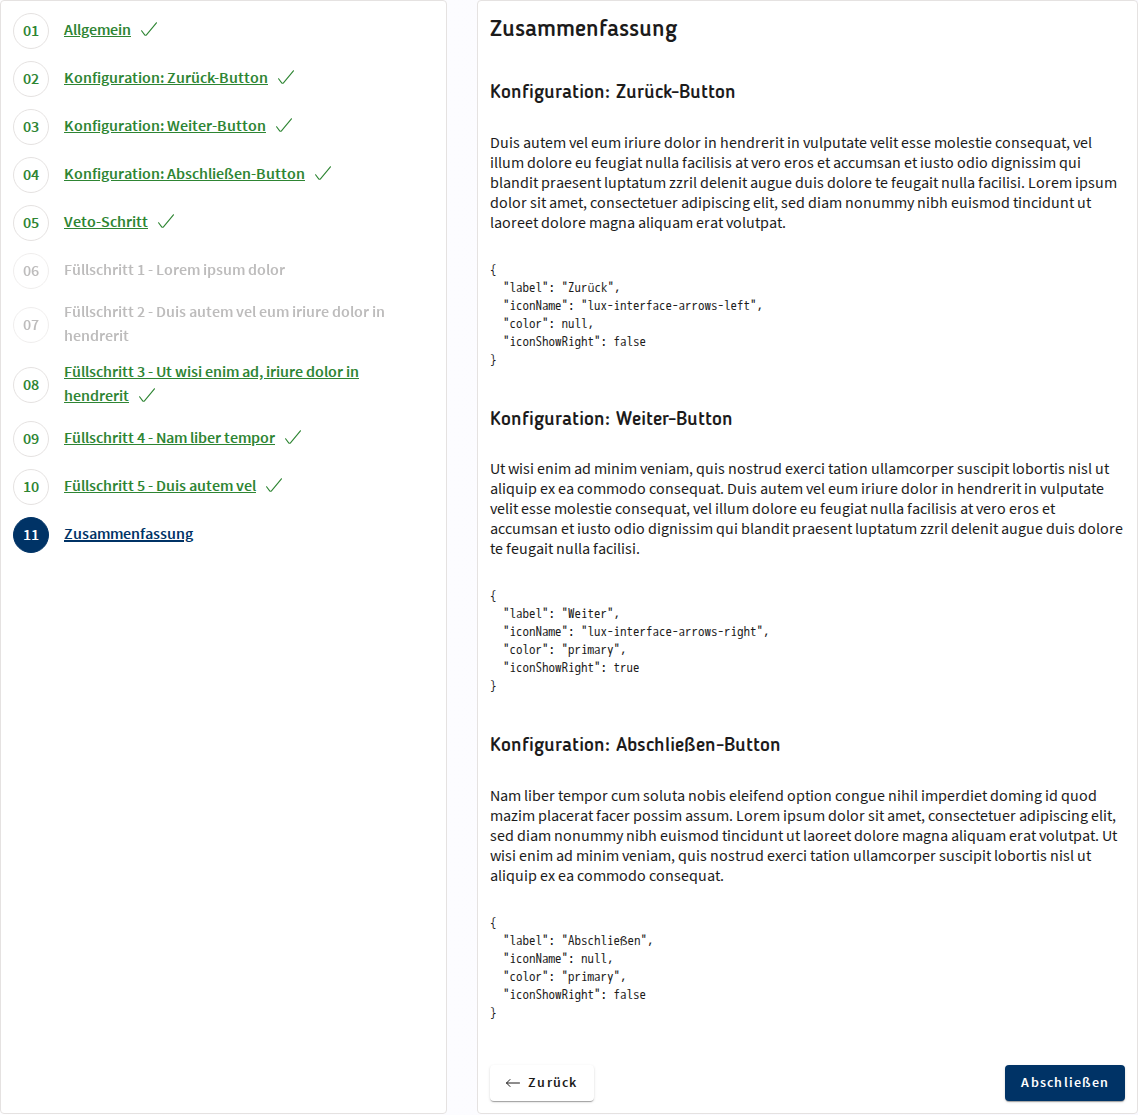 01 Allgemein
02 Konfiguration: Zurück-Button
03 Konfiguration: Weiter-Button
04 Konfiguration: Abschließen-Button
05 Veto-Schritt
06 Füllschritt 1 - Lorem ipsum dolor
07 Füllschritt 2 - Duis autem vel eum iriure dolor in
hendrerit
08 Füllschritt 3 - Ut wisi enim ad, iriure dolor in
hendrerit
09 Füllschritt 4 - Nam liber tempor
10 Füllschritt 5 - Duis autem vel
11 Zusammenfassung
Zusammenfassung
Konfiguration: Zurück-Button
Duis autem vel eum iriure dolor in hendrerit in vulputate velit esse molestie consequat, vel
illum dolore eu feugiat nulla facilisis at vero eros et accumsan et iusto odio dignissim qui
blandit praesent luptatum zzril delenit augue duis dolore te feugait nulla facilisi. Lorem ipsum
dolor sit amet, consectetuer adipiscing elit, sed diam nonummy nibh euismod tincidunt ut
laoreet dolore magna aliquam erat volutpat.
{
"label": "Zurück",
"iconName": "lux-interface-arrows-left",
"color": null,
"iconShowRight": false
}
Konfiguration: Weiter-Button
Ut wisi enim ad minim veniam, quis nostrud exerci tation ullamcorper suscipit lobortis nisl ut
aliquip ex ea commodo consequat. Duis autem vel eum iriure dolor in hendrerit in vulputate
velit esse molestie consequat, vel illum dolore eu feugiat nulla facilisis at vero eros et
accumsan et iusto odio dignissim qui blandit praesent luptatum zzril delenit augue duis dolore
te feugait nulla facilisi.
{
"label": "Weiter",
"iconName": "lux-interface-arrows-right",
"color": "primary",
"iconShowRight": true
}
Konfiguration: Abschließen-Button
Nam liber tempor cum soluta nobis eleifend option congue nihil imperdiet doming id quod
mazim placerat facer possim assum. Lorem ipsum dolor sit amet, consectetuer adipiscing elit,
sed diam nonummy nibh euismod tincidunt ut laoreet dolore magna aliquam erat volutpat. Ut
wisi enim ad minim veniam, quis nostrud exerci tation ullamcorper suscipit lobortis nisl ut
aliquip ex ea commodo consequat.
{
"label": "Abschließen",
"iconName": null,
"color": "primary",
"iconShowRight": false
}
Zurück
Abschließen